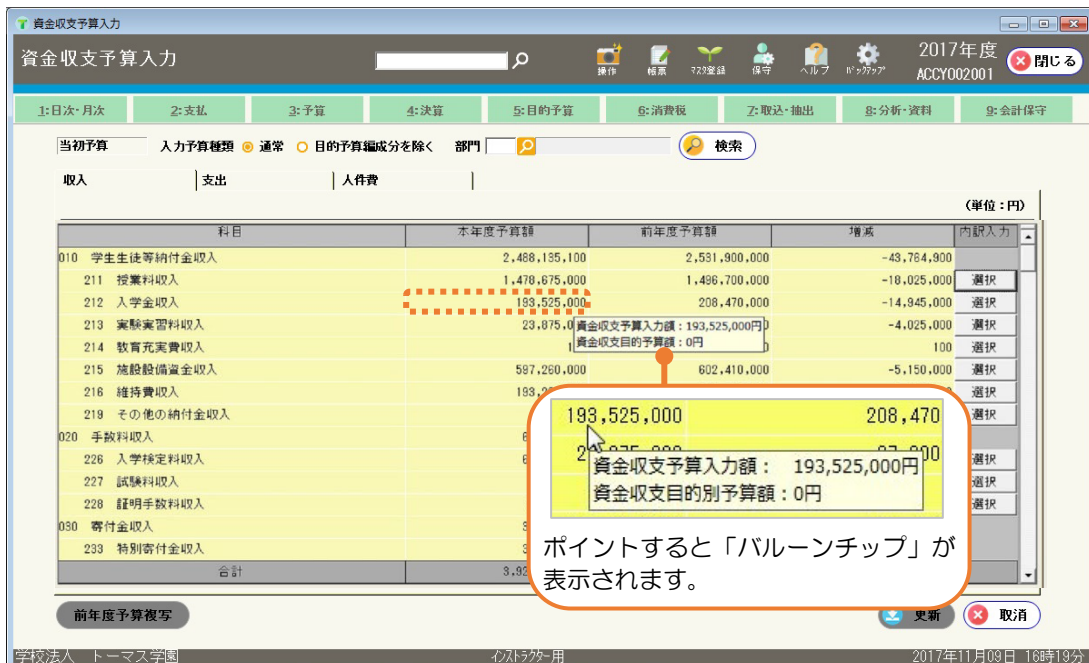 資金収支予算入力
資金収支予算入力
操作 帳票 マスタ登録 保守 ヘルプ ﾊﾞｯｸｱｯﾌﾟ
2017年度
ACCY002001
閉じる
1:日次・月次 2:支払 3:予算 4:決算 5:目的予算 6:消費税 7:取込・抽出 8:分析・資料 9:会計保守
当初予算 入力予算種類 通常 目的予算編成分を除く 部門 検索
収入 支出 人件費
(単位:円)
科目 本年度予算額 前年度予算額 増減 内訳入力
010 学生生徒等納付金収入 2,488,135,100 2,531,900,000 -43,764,900
211 授業料収入 1,478,675,000 1,496,700,000 -18,025,000 選択
212 入学金収入 193,525,000 208,470,000 -14,945,000 選択
213 実験実習料収入 23,875,0 -4,025,000 選択
資金収支予算入力額:193,525,000円
資金収支目的予算額:0円
214 教育充実費収入 100 選択
215 施設設備資金収入 597,260,000 602,410,000 -5,150,000 選択
216 維持費収入 選択
219 その他の納付金収入 選択
020 手数料収入
226 入学検定料収入 選択
227 試験料収入 選択
228 証明手数料収入 選択
030 寄付金収入
233 特別寄付金収入
合計
193,525,000 208,470
資金収支予算入力額: 193,525,000円
資金収支目的別予算額:0円
ポイントすると「バルーンチップ」が
表示されます。
前年度予算複写 更新 取消
学校法人 トーマス学園 ｲﾝｽﾄﾗｸﾀｰ用 2017年11月09日 16時19分